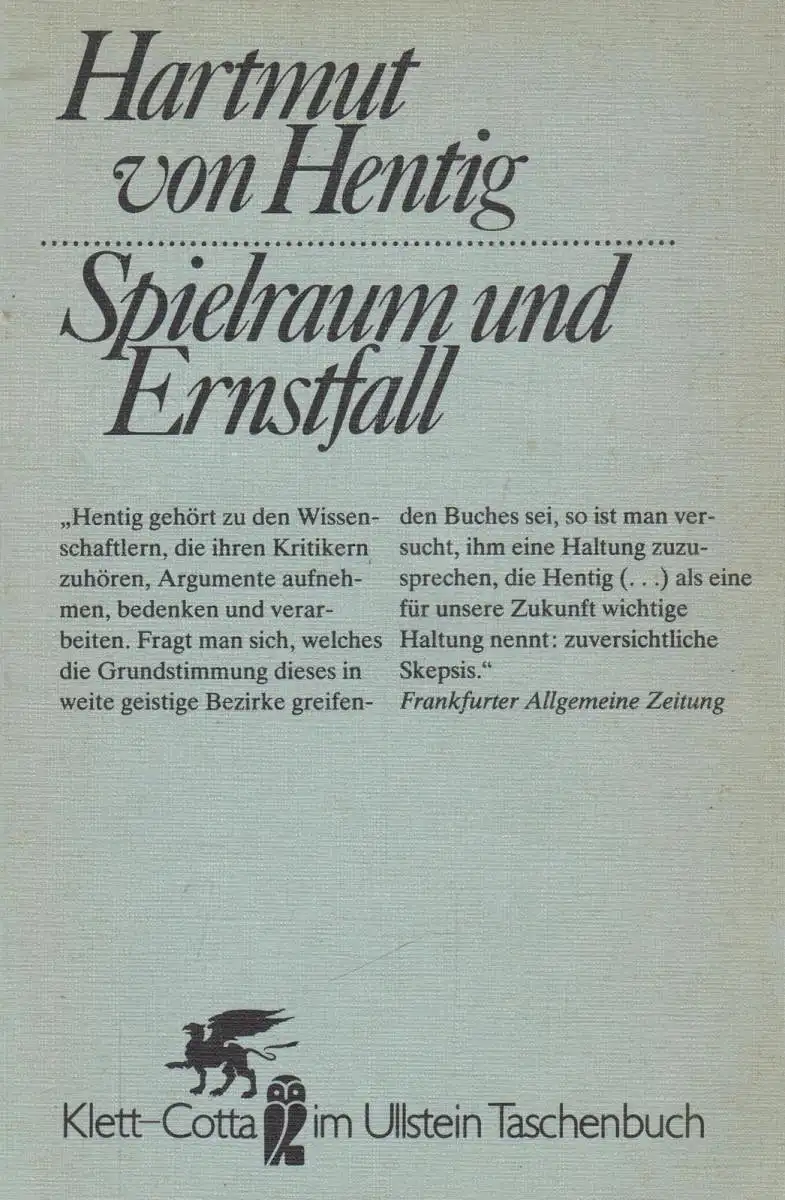 Hartmut
von Hentig
Spielraum und
Ernstfall
„Hentig gehört zu den Wissen-
schaftlern, die ihren Kritikern
zuhören, Argumente aufneh-
men, bedenken und verar-
beiten. Fragt man sich, welches
die Grundstimmung dieses in
weite geistige Bezirke greifen-
den Buches sei, so ist man ver-
sucht, ihm eine Haltung zuzu-
sprechen, die Hentig (. . .) als eine
für unsere Zukunft wichtige
Haltung nennt: zuversichtliche
Skepsis.“
Frankfurter Allgemeine Zeitung
Klett-Cotta im Ullstein Taschenbuch